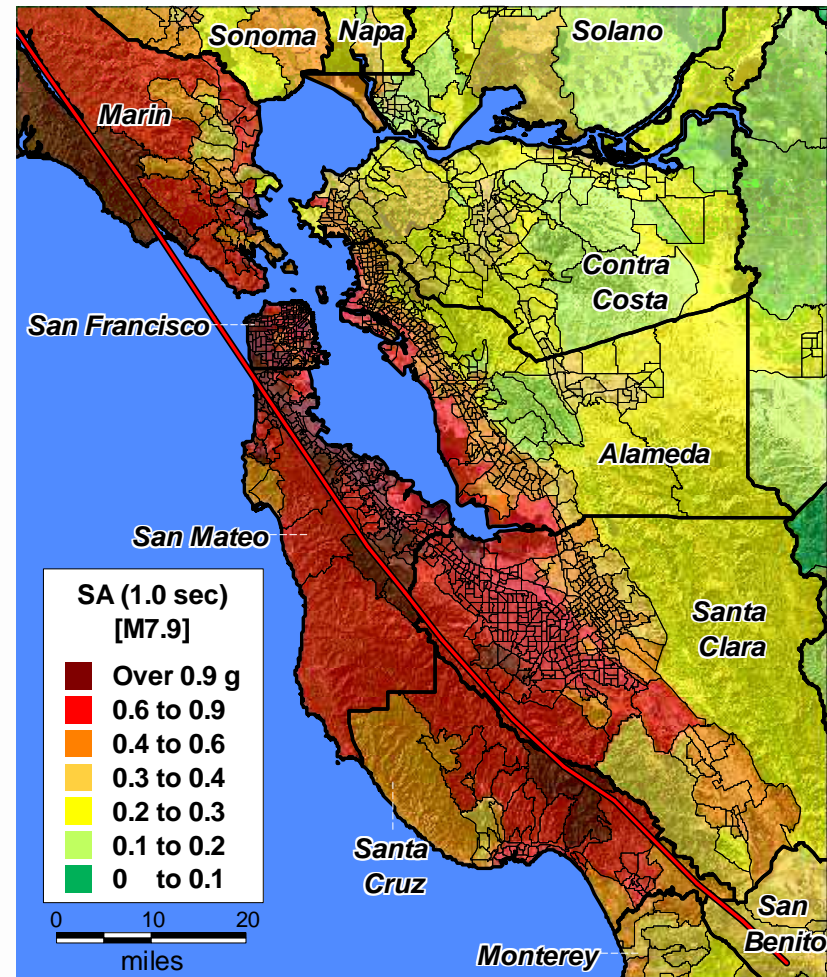 Sonoma
Napa
Solano
Marin
Contra
Costa
San Francisco
Alameda
San Mateo
Santa
Clara
SA (1.0 sec)
[M7.9]
Over 0.9 g
0.6 to 0.9
0.4 to 0.6
0.3 to 0.4
0.2 to 0.3
0.1 to 0.2
0 to 0.1
0 10 20
miles
Santa
Cruz
San
Benito
Monterey